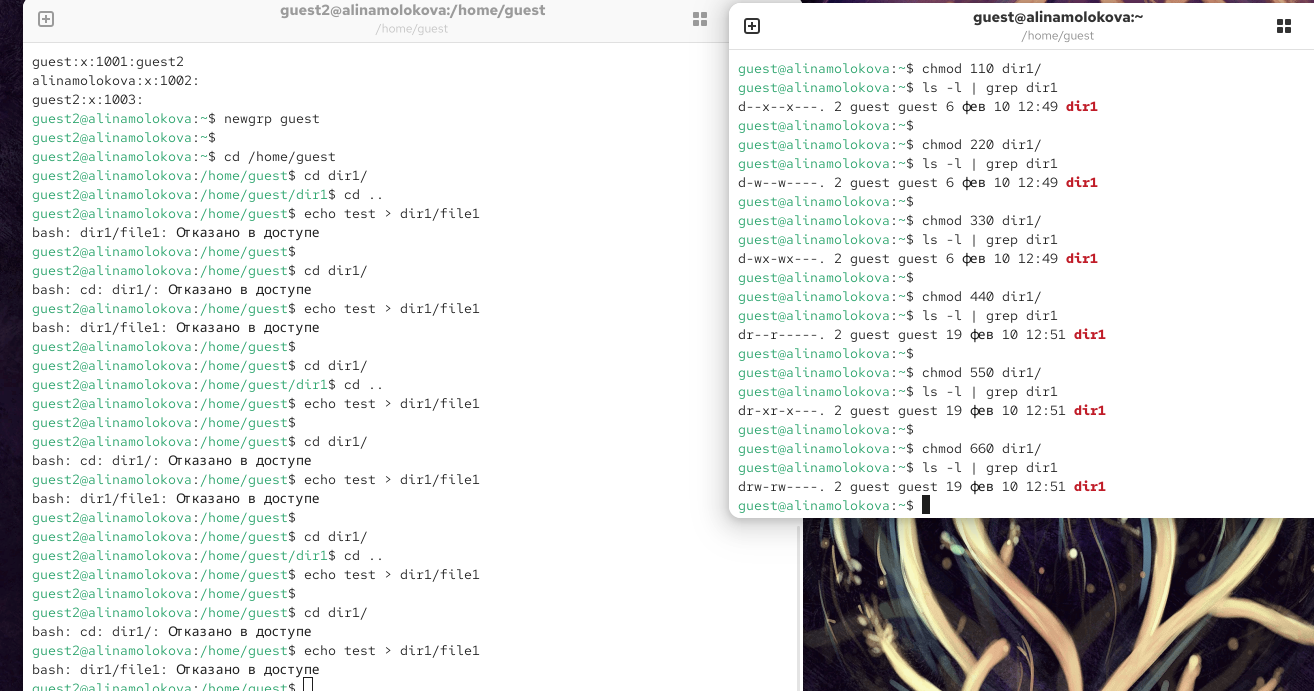 guest2@alinamolokova:/home/guest
/home/guest
guest:x:1001:guest2
alinamolokova:x:1002:
guest2:x:1003:
guest2@alinamolokova:~$ newgrp guest
guest2@alinamolokova:~$
guest2@alinamolokova:~$ cd /home/guest
guest2@alinamolokova:/home/guest$ cd dir1/
guest2@alinamolokova:/home/guest/dir1$ cd ..
guest2@alinamolokova:/home/guest$ echo test > dir1/file1
bash: dir1/file1: Отказано в доступе
guest2@alinamolokova:/home/guest$
guest2@alinamolokova:/home/guest$ cd dir1/
bash: cd: dir1/: Отказано в доступе
guest2@alinamolokova:/home/guest$ echo test > dir1/file1
bash: dir1/file1: Отказано в доступе
guest2@alinamolokova:/home/guest$
guest2@alinamolokova:/home/guest$ cd dir1/
guest2@alinamolokova:/home/guest/dir1$ cd ..
guest2@alinamolokova:/home/guest$ echo test > dir1/file1
guest2@alinamolokova:/home/guest$
guest2@alinamolokova:/home/guest$ cd dir1/
bash: cd: dir1/: Отказано в доступе
guest2@alinamolokova:/home/guest$ echo test > dir1/file1
bash: dir1/file1: Отказано в доступе
guest2@alinamolokova:/home/guest$
guest2@alinamolokova:/home/guest$ cd dir1/
guest2@alinamolokova:/home/guest/dir1$ cd ..
guest2@alinamolokova:/home/guest$ echo test > dir1/file1
guest2@alinamolokova:/home/guest$
guest2@alinamolokova:/home/guest$ cd dir1/
bash: cd: dir1/: Отказано в доступе
guest2@alinamolokova:/home/guest$ echo test > dir1/file1
bash: dir1/file1: Отказано в доступе
guest2@alinamolokova:/home/guest$
guest@alinamolokova:~
/home/guest
guest@alinamolokova:~$ chmod 110 dir1/
guest@alinamolokova:~$ ls -l | grep dir1
d--x--x---. 2 guest guest 6 фев 10 12:49 dir1
guest@alinamolokova:~$
guest@alinamolokova:~$ chmod 220 dir1/
guest@alinamolokova:~$ ls -l | grep dir1
d-w--w----. 2 guest guest 6 фев 10 12:49 dir1
guest@alinamolokova:~$
guest@alinamolokova:~$ chmod 330 dir1/
guest@alinamolokova:~$ ls -l | grep dir1
d-wx-wx---. 2 guest guest 6 фев 10 12:49 dir1
guest@alinamolokova:~$
guest@alinamolokova:~$ chmod 440 dir1/
guest@alinamolokova:~$ ls -l | grep dir1
dr--r-----. 2 guest guest 19 фев 10 12:51 dir1
guest@alinamolokova:~$
guest@alinamolokova:~$ chmod 550 dir1/
guest@alinamolokova:~$ ls -l | grep dir1
dr-xr-x---. 2 guest guest 19 фев 10 12:51 dir1
guest@alinamolokova:~$
guest@alinamolokova:~$ chmod 660 dir1/
guest@alinamolokova:~$ ls -l | grep dir1
drw-rw----. 2 guest guest 19 фев 10 12:51 dir1
guest@alinamolokova:~$